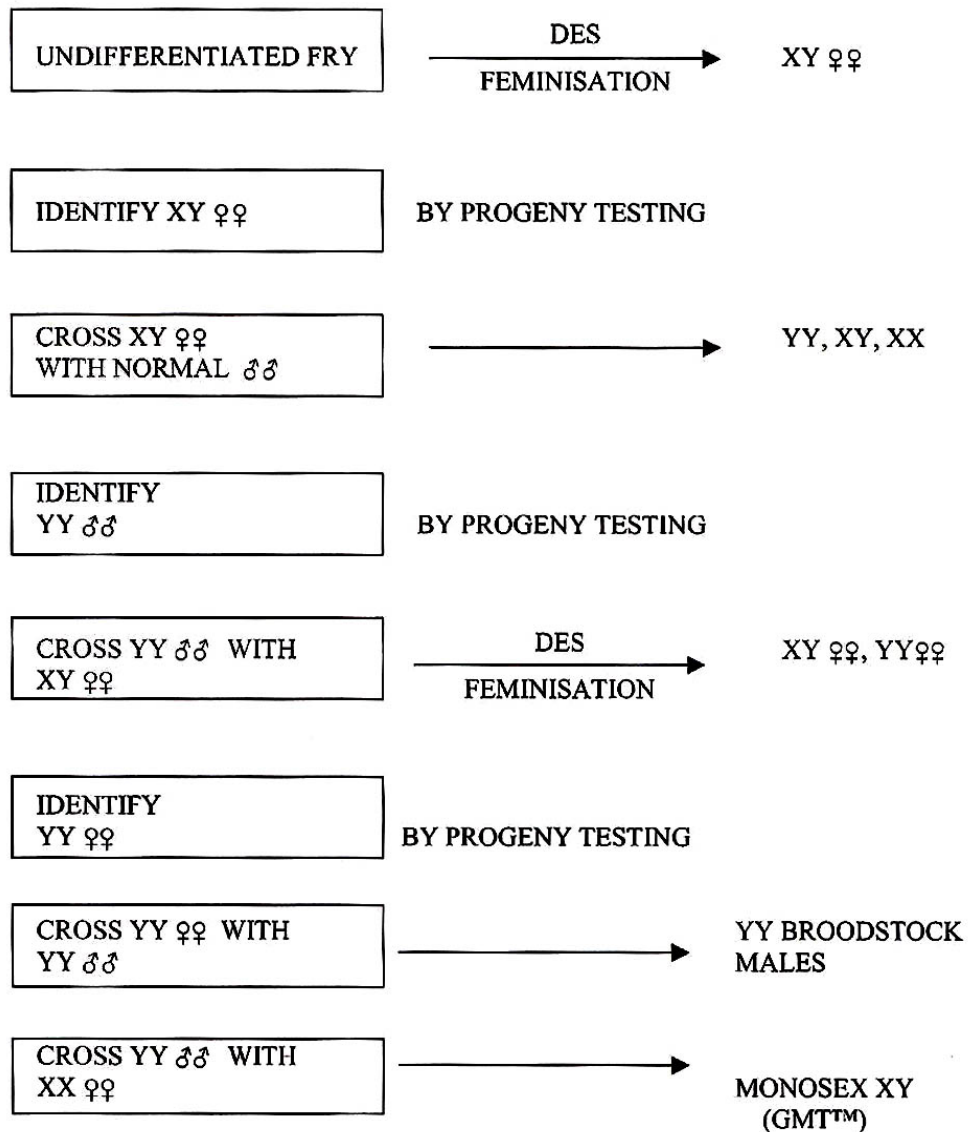 UNDIFFERENTIATED FRY
DES
FEMINISATION
XY ♀♀
IDENTIFY XY ♀♀
BY PROGENY TESTING
CROSS XY ♀♀
WITH NORMAL ♂♂
YY, XY, XX
IDENTIFY
YY ♂♂
BY PROGENY TESTING
CROSS YY ♂♂ WITH
XY ♀♀
DES
FEMINISATION
XY ♀♀, YY♀♀
IDENTIFY
YY ♀♀
BY PROGENY TESTING
CROSS YY ♀♀ WITH
YY ♂♂
YY BROODSTOCK
MALES
CROSS YY ♂♂ WITH
XX ♀♀
MONOSEX XY
(GMT™)